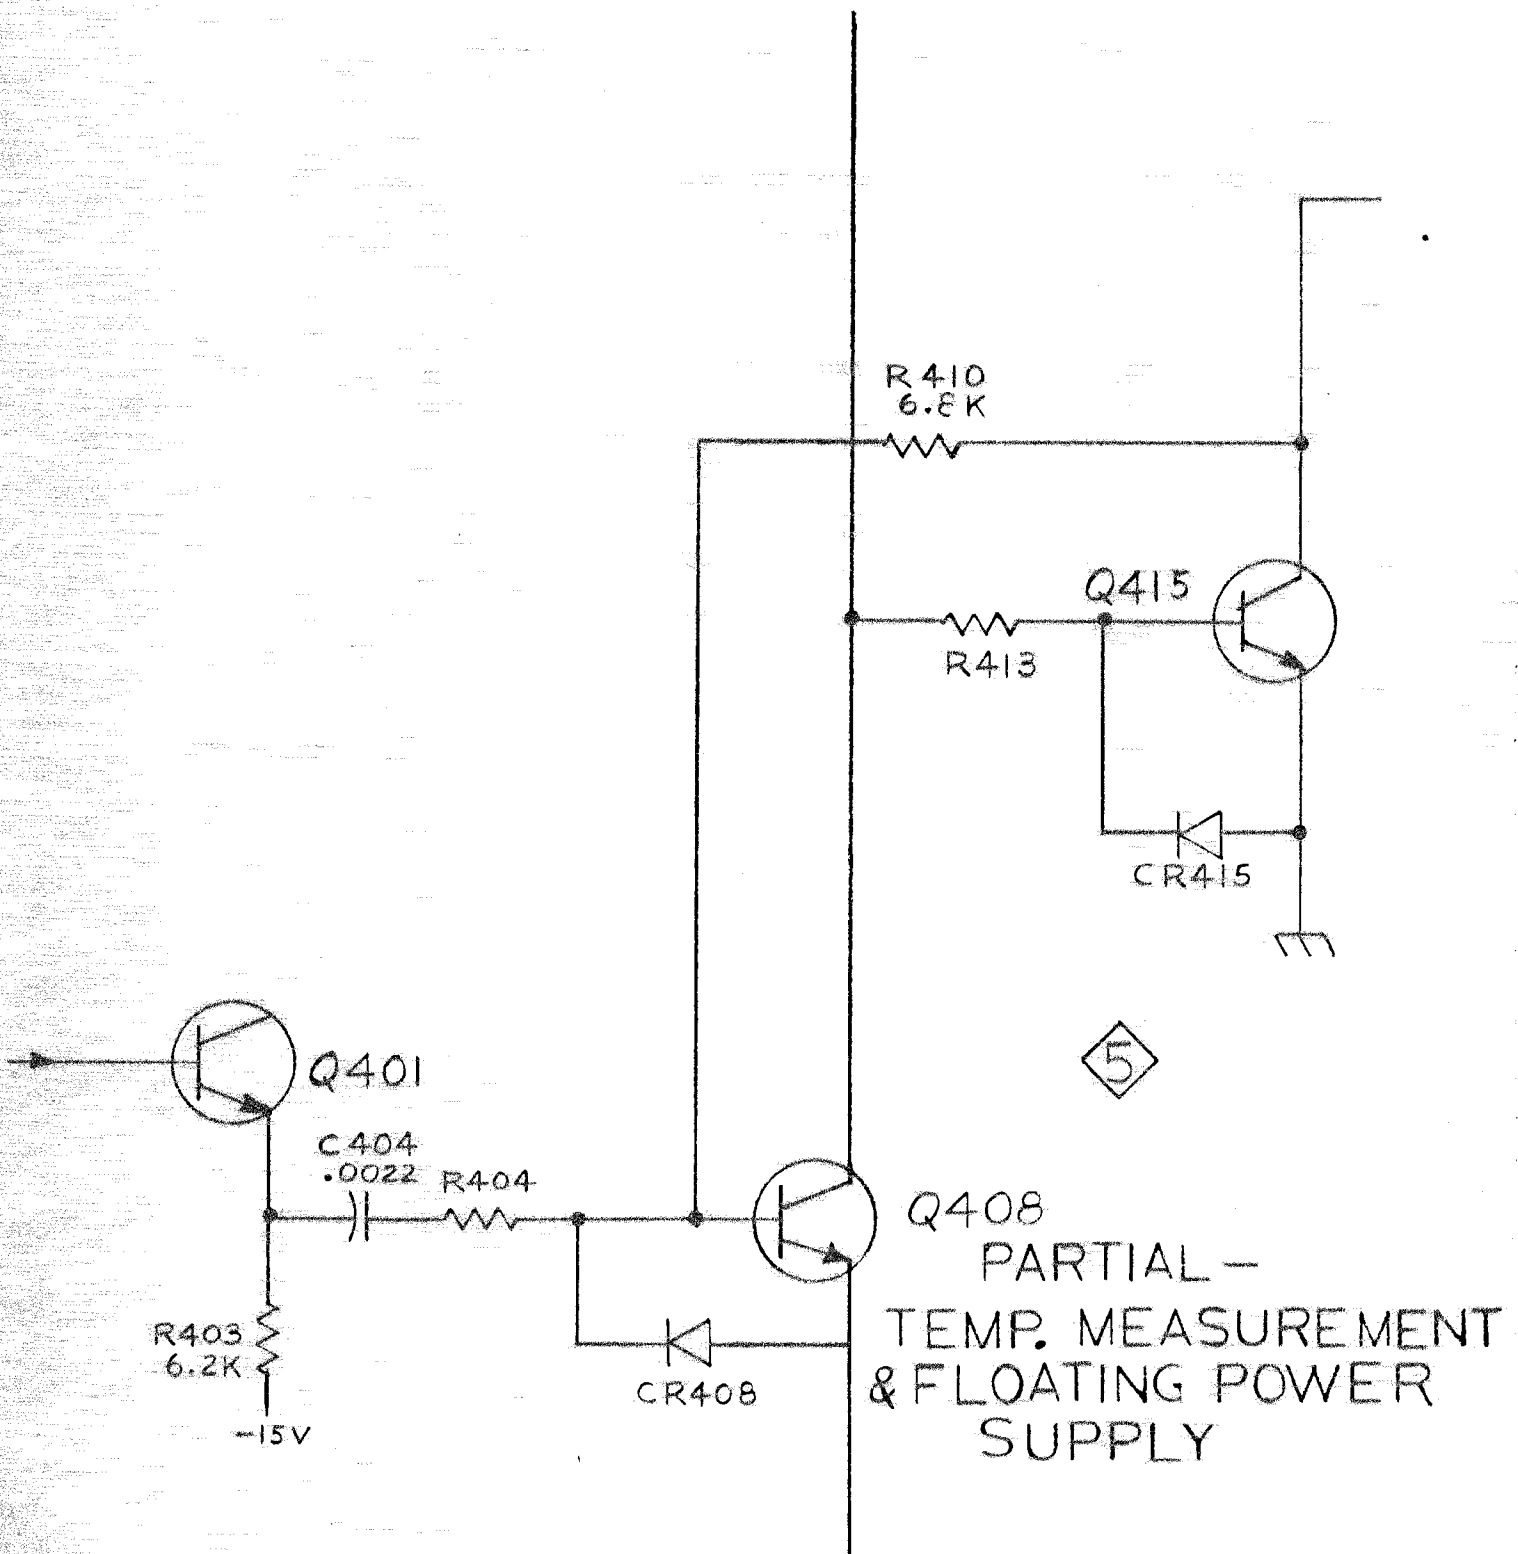 R410
6.8K
Q415
R413
CR415
5
Q401
C404
.0022
R404
Q408
R403
6.2K
-15V
CR408
PARTIAL-
TEMP. MEASUREMENT
& FLOATING POWER
SUPPLY